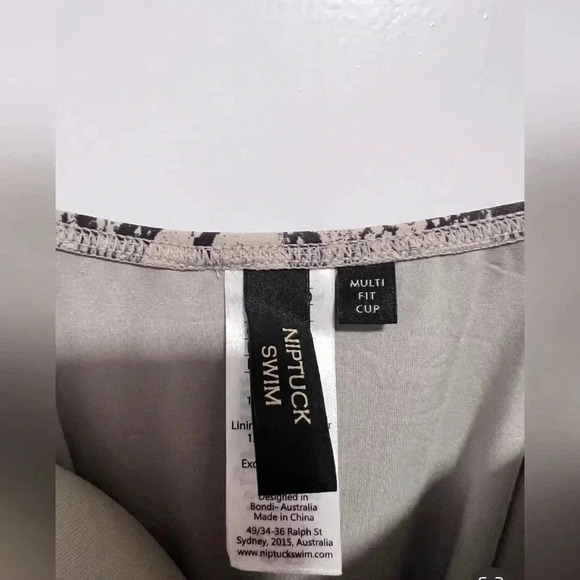 MULTI
FIT
CUP
NIPTUCK
SWIM
Designed in
Bondi- Australia
Made in China
49/34-36 Ralph St
Sydney, 2015, Australia
www.niptuckswim.com